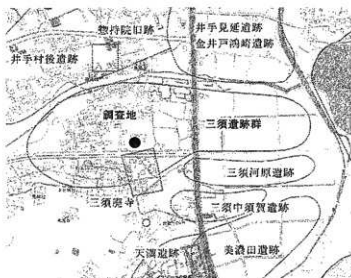 惣持院旧跡
井手見延遺跡
金井戸鴻崎遺跡
井手村後遺跡
調査地
三須遺跡群
三須河原遺跡
三須廃寺
三須中須賀遺跡
天満遺跡
美濃田遺跡